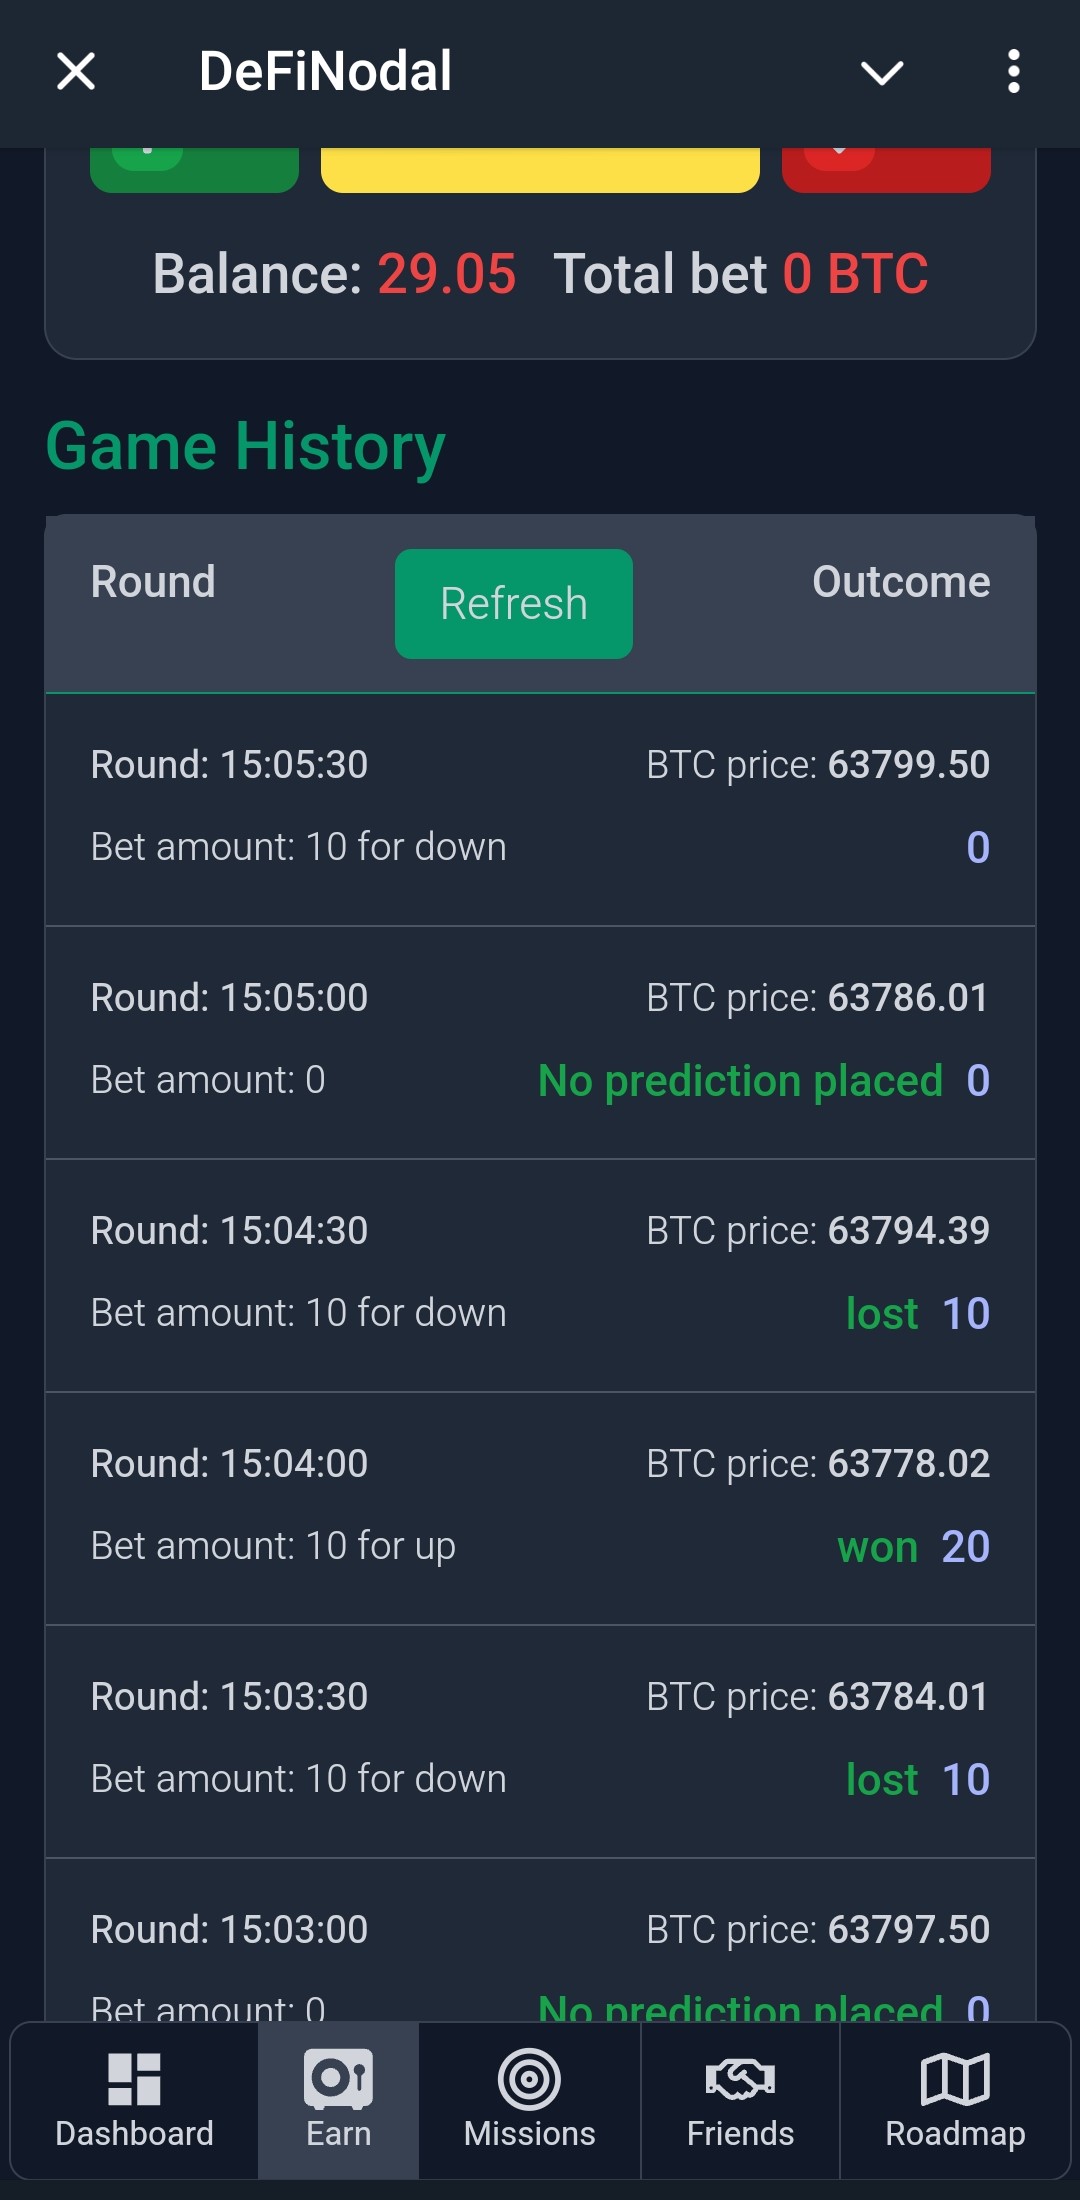 DeFiNodal
Balance: 29.05 Total bet 0 BTC
Game History
Round Refresh Outcome
Round: 15:05:30 BTC price: 63799.50
Bet amount: 10 for down 0
Round: 15:05:00 BTC price: 63786.01
Bet amount: 0 No prediction placed 0
Round: 15:04:30 BTC price: 63794.39
Bet amount: 10 for down lost 10
Round: 15:04:00 BTC price: 63778.02
Bet amount: 10 for up won 20
Round: 15:03:30 BTC price: 63784.01
Bet amount: 10 for down lost 10
Round: 15:03:00 BTC price: 63797.50
Bet amount: 0 No prediction placed 0
Dashboard Earn Missions Friends Roadmap